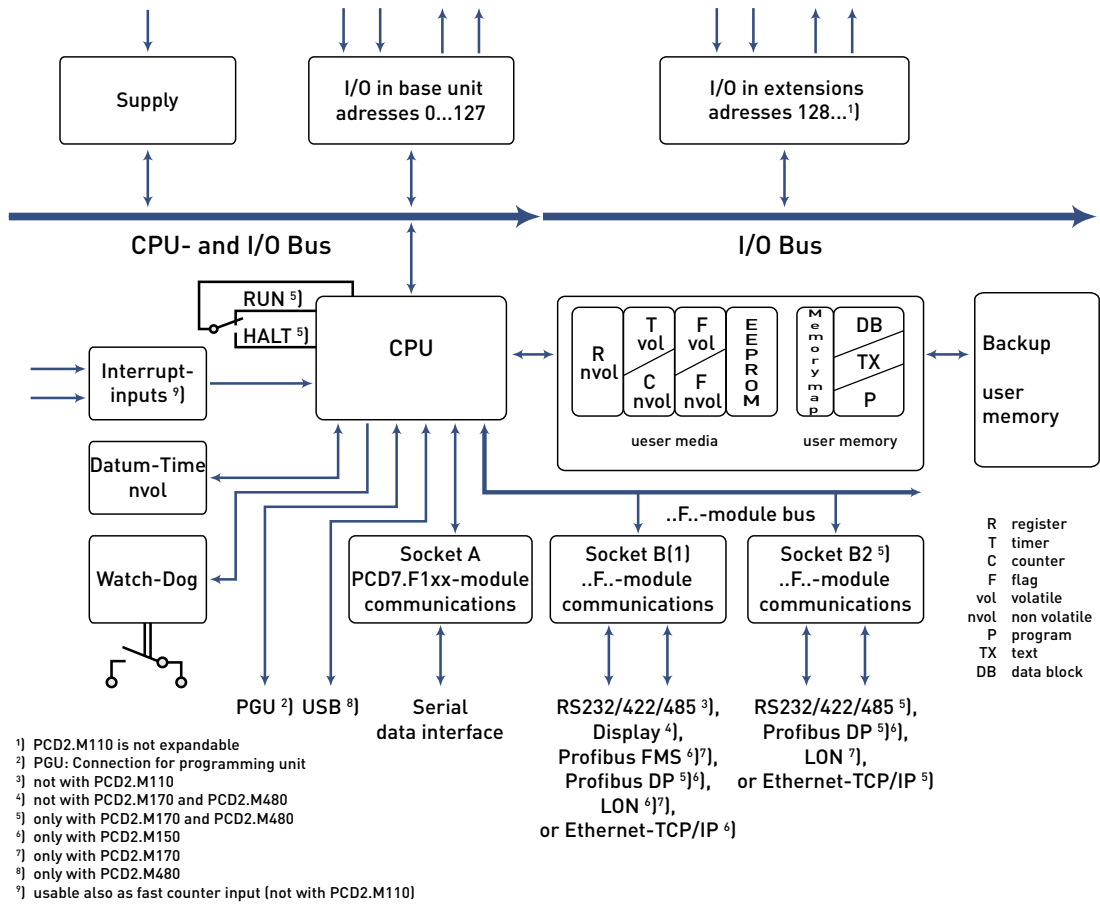 Supply
I/O in base unit
adresses 0...127
I/O in extensions
adresses 128...¹)
CPU- and I/O Bus
I/O Bus
RUN ⁵)
HALT ⁵)
CPU
Interrupt-
inputs ⁹)
Datum-Time
nvol
Watch-Dog
R
nvol
T
vol
C
nvol
F
vol
F
nvol
EEPROM
ueser media
Memory map
DB
TX
P
user memory
Backup
user
memory
..F..-module bus
Socket A
PCD7.F1xx-module
communications
Socket B(1)
..F..-module
communications
Socket B2 ⁵)
..F..-module
communications
R register
T timer
C counter
F flag
vol volatile
nvol non volatile
P program
TX text
DB data block
PGU ²)
USB ⁸)
Serial
data interface
RS232/422/485 ³),
Display ⁴),
Profibus FMS ⁶)⁷),
Profibus DP ⁵)⁶),
LON ⁶)⁷),
or Ethernet-TCP/IP ⁶)
RS232/422/485 ⁵),
Profibus DP ⁵)⁶),
LON ⁷),
or Ethernet-TCP/IP ⁵)
¹) PCD2.M110 is not expandable
²) PGU: Connection for programming unit
³) not with PCD2.M110
⁴) not with PCD2.M170 and PCD2.M480
⁵) only with PCD2.M170 and PCD2.M480
⁶) only with PCD2.M150
⁷) only with PCD2.M170
⁸) only with PCD2.M480
⁹) usable also as fast counter input (not with PCD2.M110)